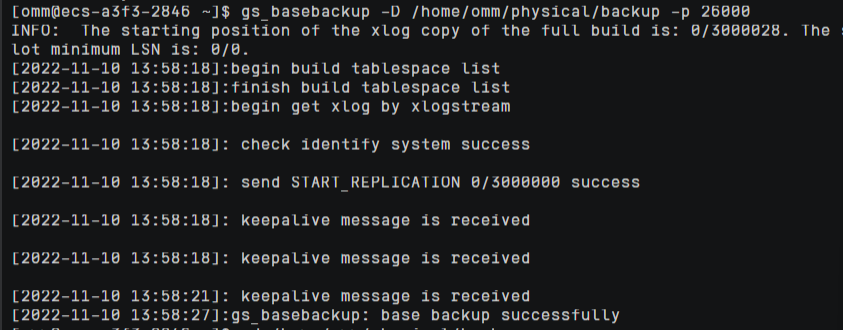 [omm@ecs-a3f3-2846 ~]$ gs_basebackup -D /home/omm/physical/backup -p 26000
INFO:  The starting position of the xlog copy of the full build is: 0/3000028. The s
lot minimum LSN is: 0/0.
[2022-11-10 13:58:18]:begin build tablespace list
[2022-11-10 13:58:18]:finish build tablespace list
[2022-11-10 13:58:18]:begin get xlog by xlogstream
[2022-11-10 13:58:18]: check identify system success
[2022-11-10 13:58:18]: send START_REPLICATION 0/3000000 success
[2022-11-10 13:58:18]: keepalive message is received
[2022-11-10 13:58:18]: keepalive message is received
[2022-11-10 13:58:21]: keepalive message is received
[2022-11-10 13:58:27]:gs_basebackup: base backup successfully